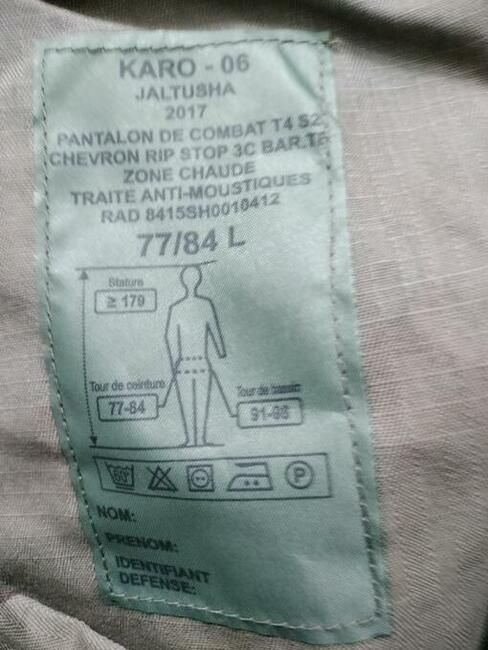 KARO - 06
JALTUSHA
2017
PANTALON DE COMBAT T4 S2
CHEVRON RIP STOP 3C BAR.TE
ZONE CHAUDE
TRAITE ANTI-MOUSTIQUES
RAD 8415SH0010412
77/84 L
Stature
≥ 179
Tour de ceinture
77-84
Tour de bassin
91-98
60°
P
NOM:
PRENOM:
IDENTIFIANT
DEFENSE: